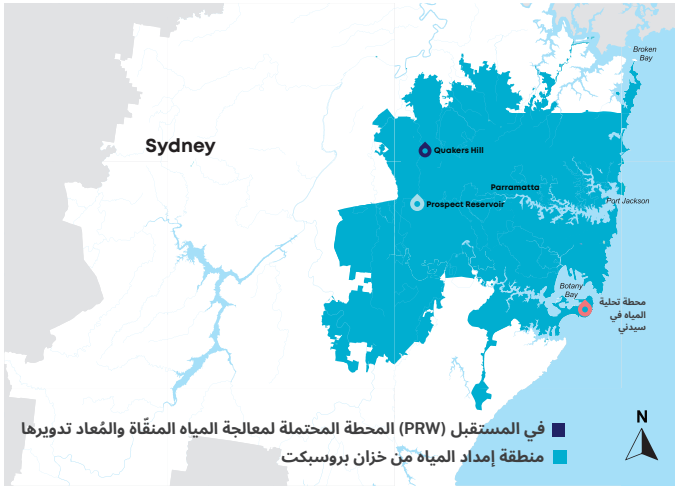 Broken
Bay
Sydney
Quakers Hill
Parramatta
Prospect Reservoir
Port Jackson
Botany
Bay
محطة تحلية
المياه في
سيدني
N
في المستقبل (PRW) المحطة المحتملة لمعالجة المياه المنقّاة والمُعاد تدويرها
منطقة إمداد المياه من خزان بروسبكت